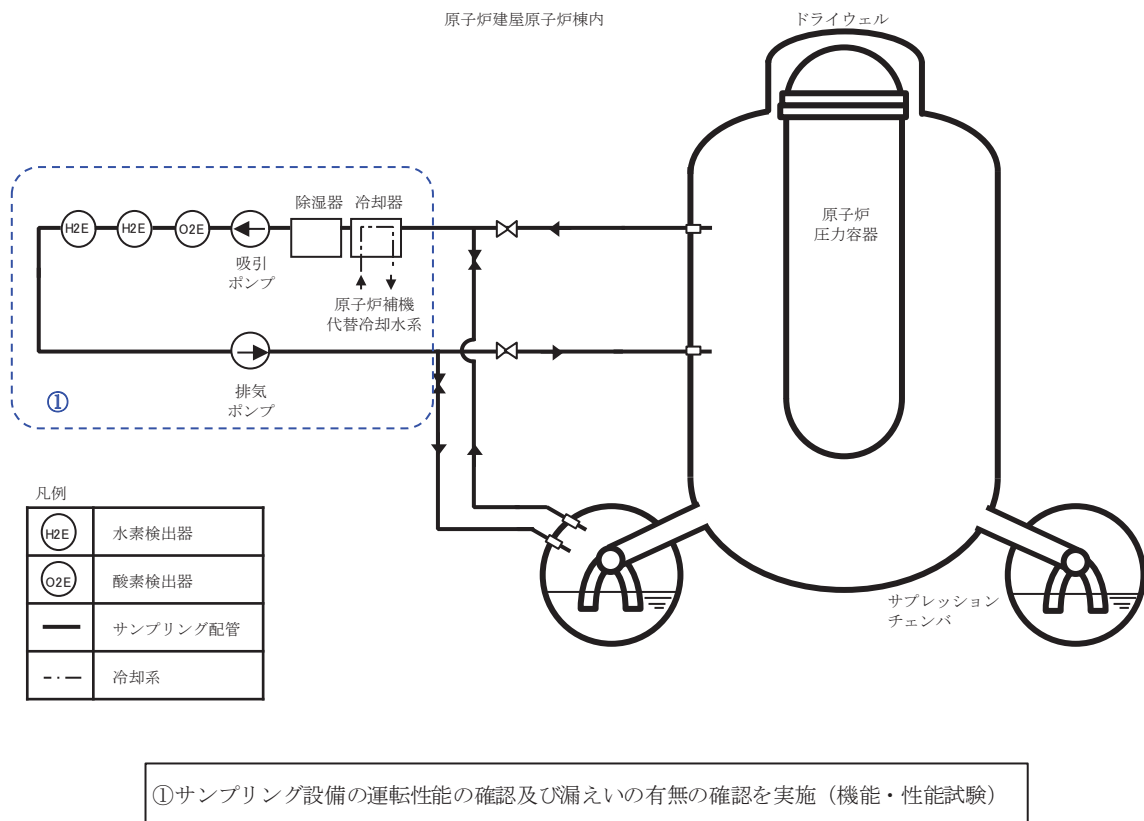 原子炉建屋原子炉棟内
ドライウェル
除湿器
冷却器
H2E
H2E
O2E
原子炉
圧力容器
吸引
ポンプ
原子炉補機
代替冷却水系
①
排気
ポンプ
凡例
H2E
水素検出器
O2E
酸素検出器
サンプリング配管
冷却系
サプレッション
チェンバ
①サンプリング設備の運転性能の確認及び漏えいの有無の確認を実施（機能・性能試験）